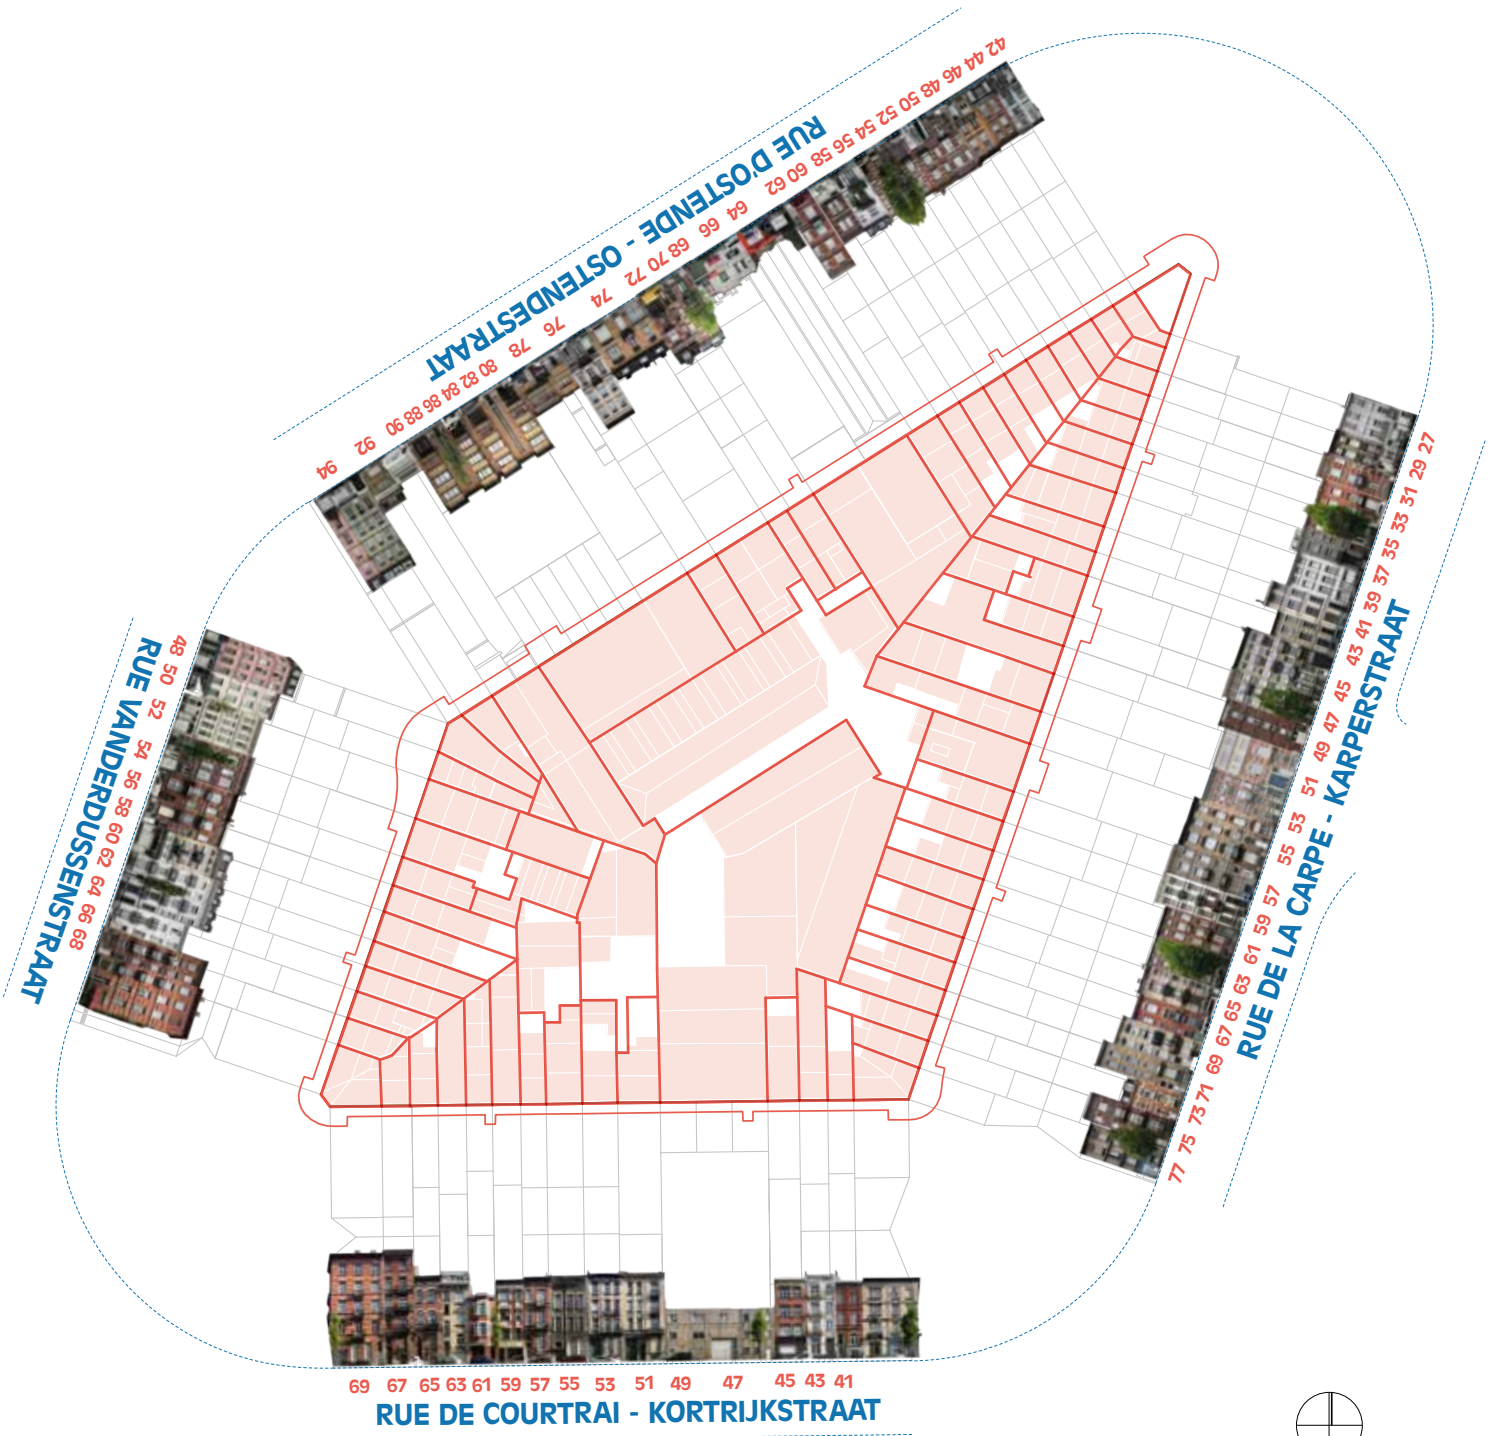 42 44 46 48 50 52 54 56 58 60 62 64 66 68 70 72 74 76 78 80 82 84 86 88 90 92 94
RUE D'OSTENDE - OSTENDESTRAAT
48 50 52 54 56 58 60 62 64 66 68
RUE VANDERDUSSENSTRAAT
27 29 31 33 35 37 39 41 43 45 47 49 51 53 55 57 59 61 63 65 67 69 71 73 75 77
RUE DE LA CARPE - KARPERSTRAAT
69 67 65 63 61 59 57 55 53 51 49 47 45 43 41
RUE DE COURTRAI - KORTRIJKSTRAAT